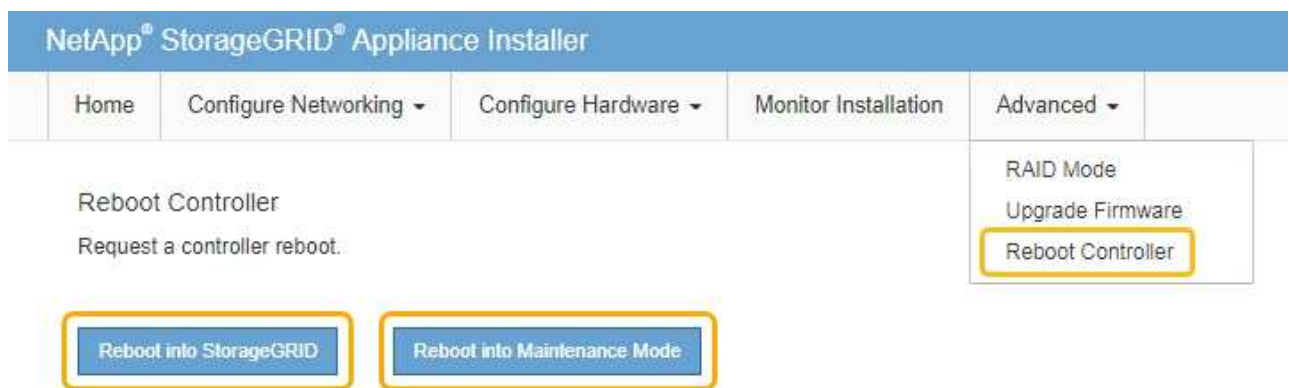 NetApp® StorageGRID® Appliance Installer
Home Configure Networking Configure Hardware Monitor Installation Advanced
RAID Mode
Upgrade Firmware
Reboot Controller
Reboot Controller
Request a controller reboot.
Reboot into StorageGRID Reboot into Maintenance Mode